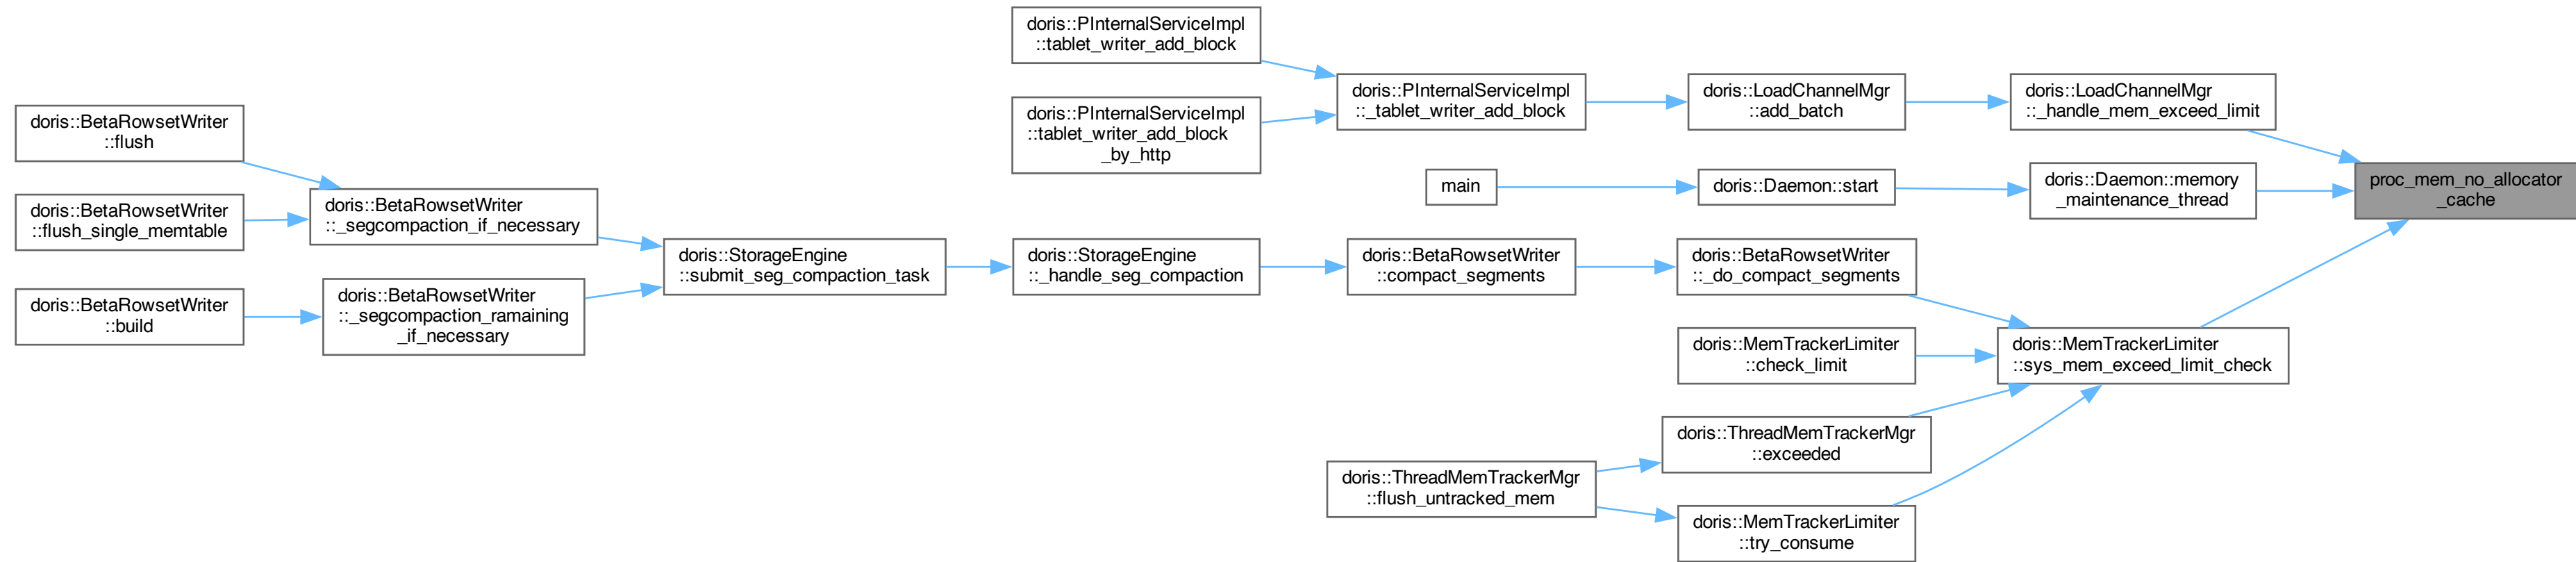 doris::PInternalServiceImpl
::tablet_writer_add_block
doris::PInternalServiceImpl
::tablet_writer_add_block
_by_http
doris::PInternalServiceImpl
::_tablet_writer_add_block
doris::LoadChannelMgr
::add_batch
doris::LoadChannelMgr
::_handle_mem_exceed_limit
main
doris::Daemon::start
doris::Daemon::memory
_maintenance_thread
proc_mem_no_allocator
_cache
doris::BetaRowsetWriter
::flush
doris::BetaRowsetWriter
::flush_single_memtable
doris::BetaRowsetWriter
::build
doris::BetaRowsetWriter
::_segcompaction_if_necessary
doris::BetaRowsetWriter
::_segcompaction_ramaining
_if_necessary
doris::StorageEngine
::submit_seg_compaction_task
doris::StorageEngine
::_handle_seg_compaction
doris::BetaRowsetWriter
::compact_segments
doris::BetaRowsetWriter
::_do_compact_segments
doris::MemTrackerLimiter
::check_limit
doris::MemTrackerLimiter
::sys_mem_exceed_limit_check
doris::ThreadMemTrackerMgr
::exceeded
doris::ThreadMemTrackerMgr
::flush_untracked_mem
doris::MemTrackerLimiter
::try_consume